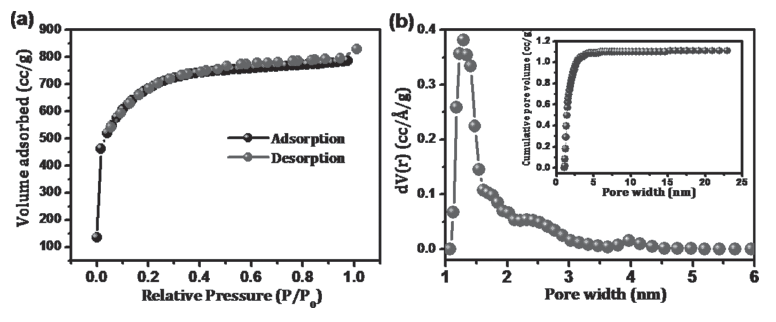 (a)
900
800
700
600
500
400
300
200
100
Volume adsorbed (cc/g)
Adsorption
Desorption
0.0 0.2 0.4 0.6 0.8 1.0
Relative Pressure (P/P0)
(b)
0.4
0.3
0.2
0.1
0.0
dV(r) (cc/Å/g)
1.2
1.0
0.8
0.6
0.4
0.2
0.0
Cumulative pore volume (cc/g)
0 5 10 15 20 25
Pore width (nm)
1 2 3 4 5 6
Pore width (nm)